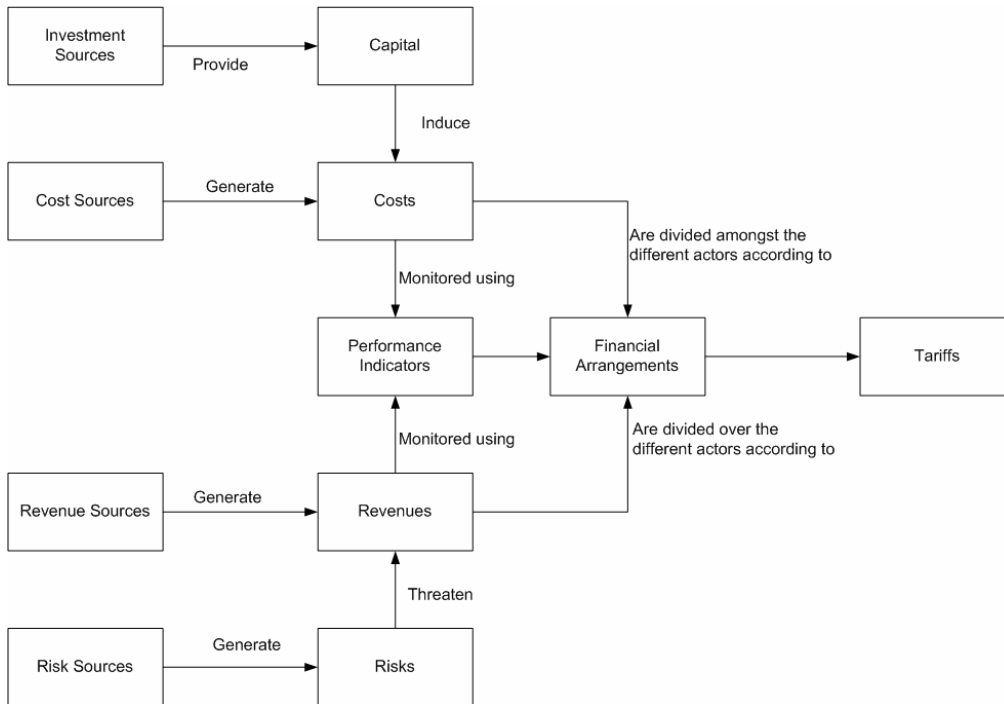 Investment
Sources
Provide
Capital
Induce
Cost Sources
Generate
Costs
Are divided amongst the
different actors according to
Monitored using
Performance
Indicators
Financial
Arrangements
Tariffs
Monitored using
Are divided over the
different actors according to
Revenue Sources
Generate
Revenues
Threaten
Risk Sources
Generate
Risks